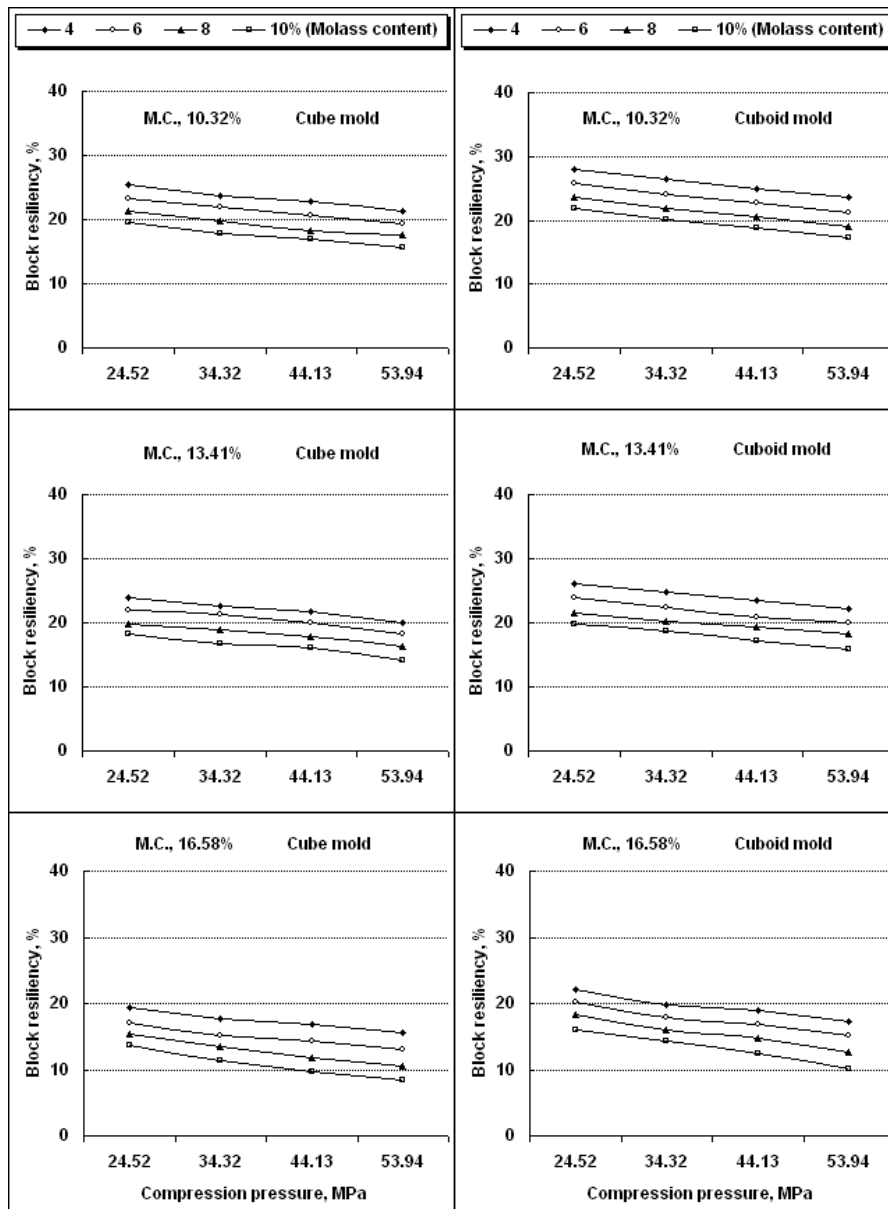 4 6 8 10% (Molass content)
4 6 8 10% (Molass content)
M.C., 10.32% Cube mold
Block resiliency, %
40
30
20
10
0
24.52 34.32 44.13 53.94
M.C., 10.32% Cuboid mold
Block resiliency, %
40
30
20
10
0
24.52 34.32 44.13 53.94
M.C., 13.41% Cube mold
Block resiliency, %
40
30
20
10
0
24.52 34.32 44.13 53.94
M.C., 13.41% Cuboid mold
Block resiliency, %
40
30
20
10
0
24.52 34.32 44.13 53.94
M.C., 16.58% Cube mold
Block resiliency, %
40
30
20
10
0
24.52 34.32 44.13 53.94
Compression pressure, MPa
M.C., 16.58% Cuboid mold
Block resiliency, %
40
30
20
10
0
24.52 34.32 44.13 53.94
Compression pressure, MPa